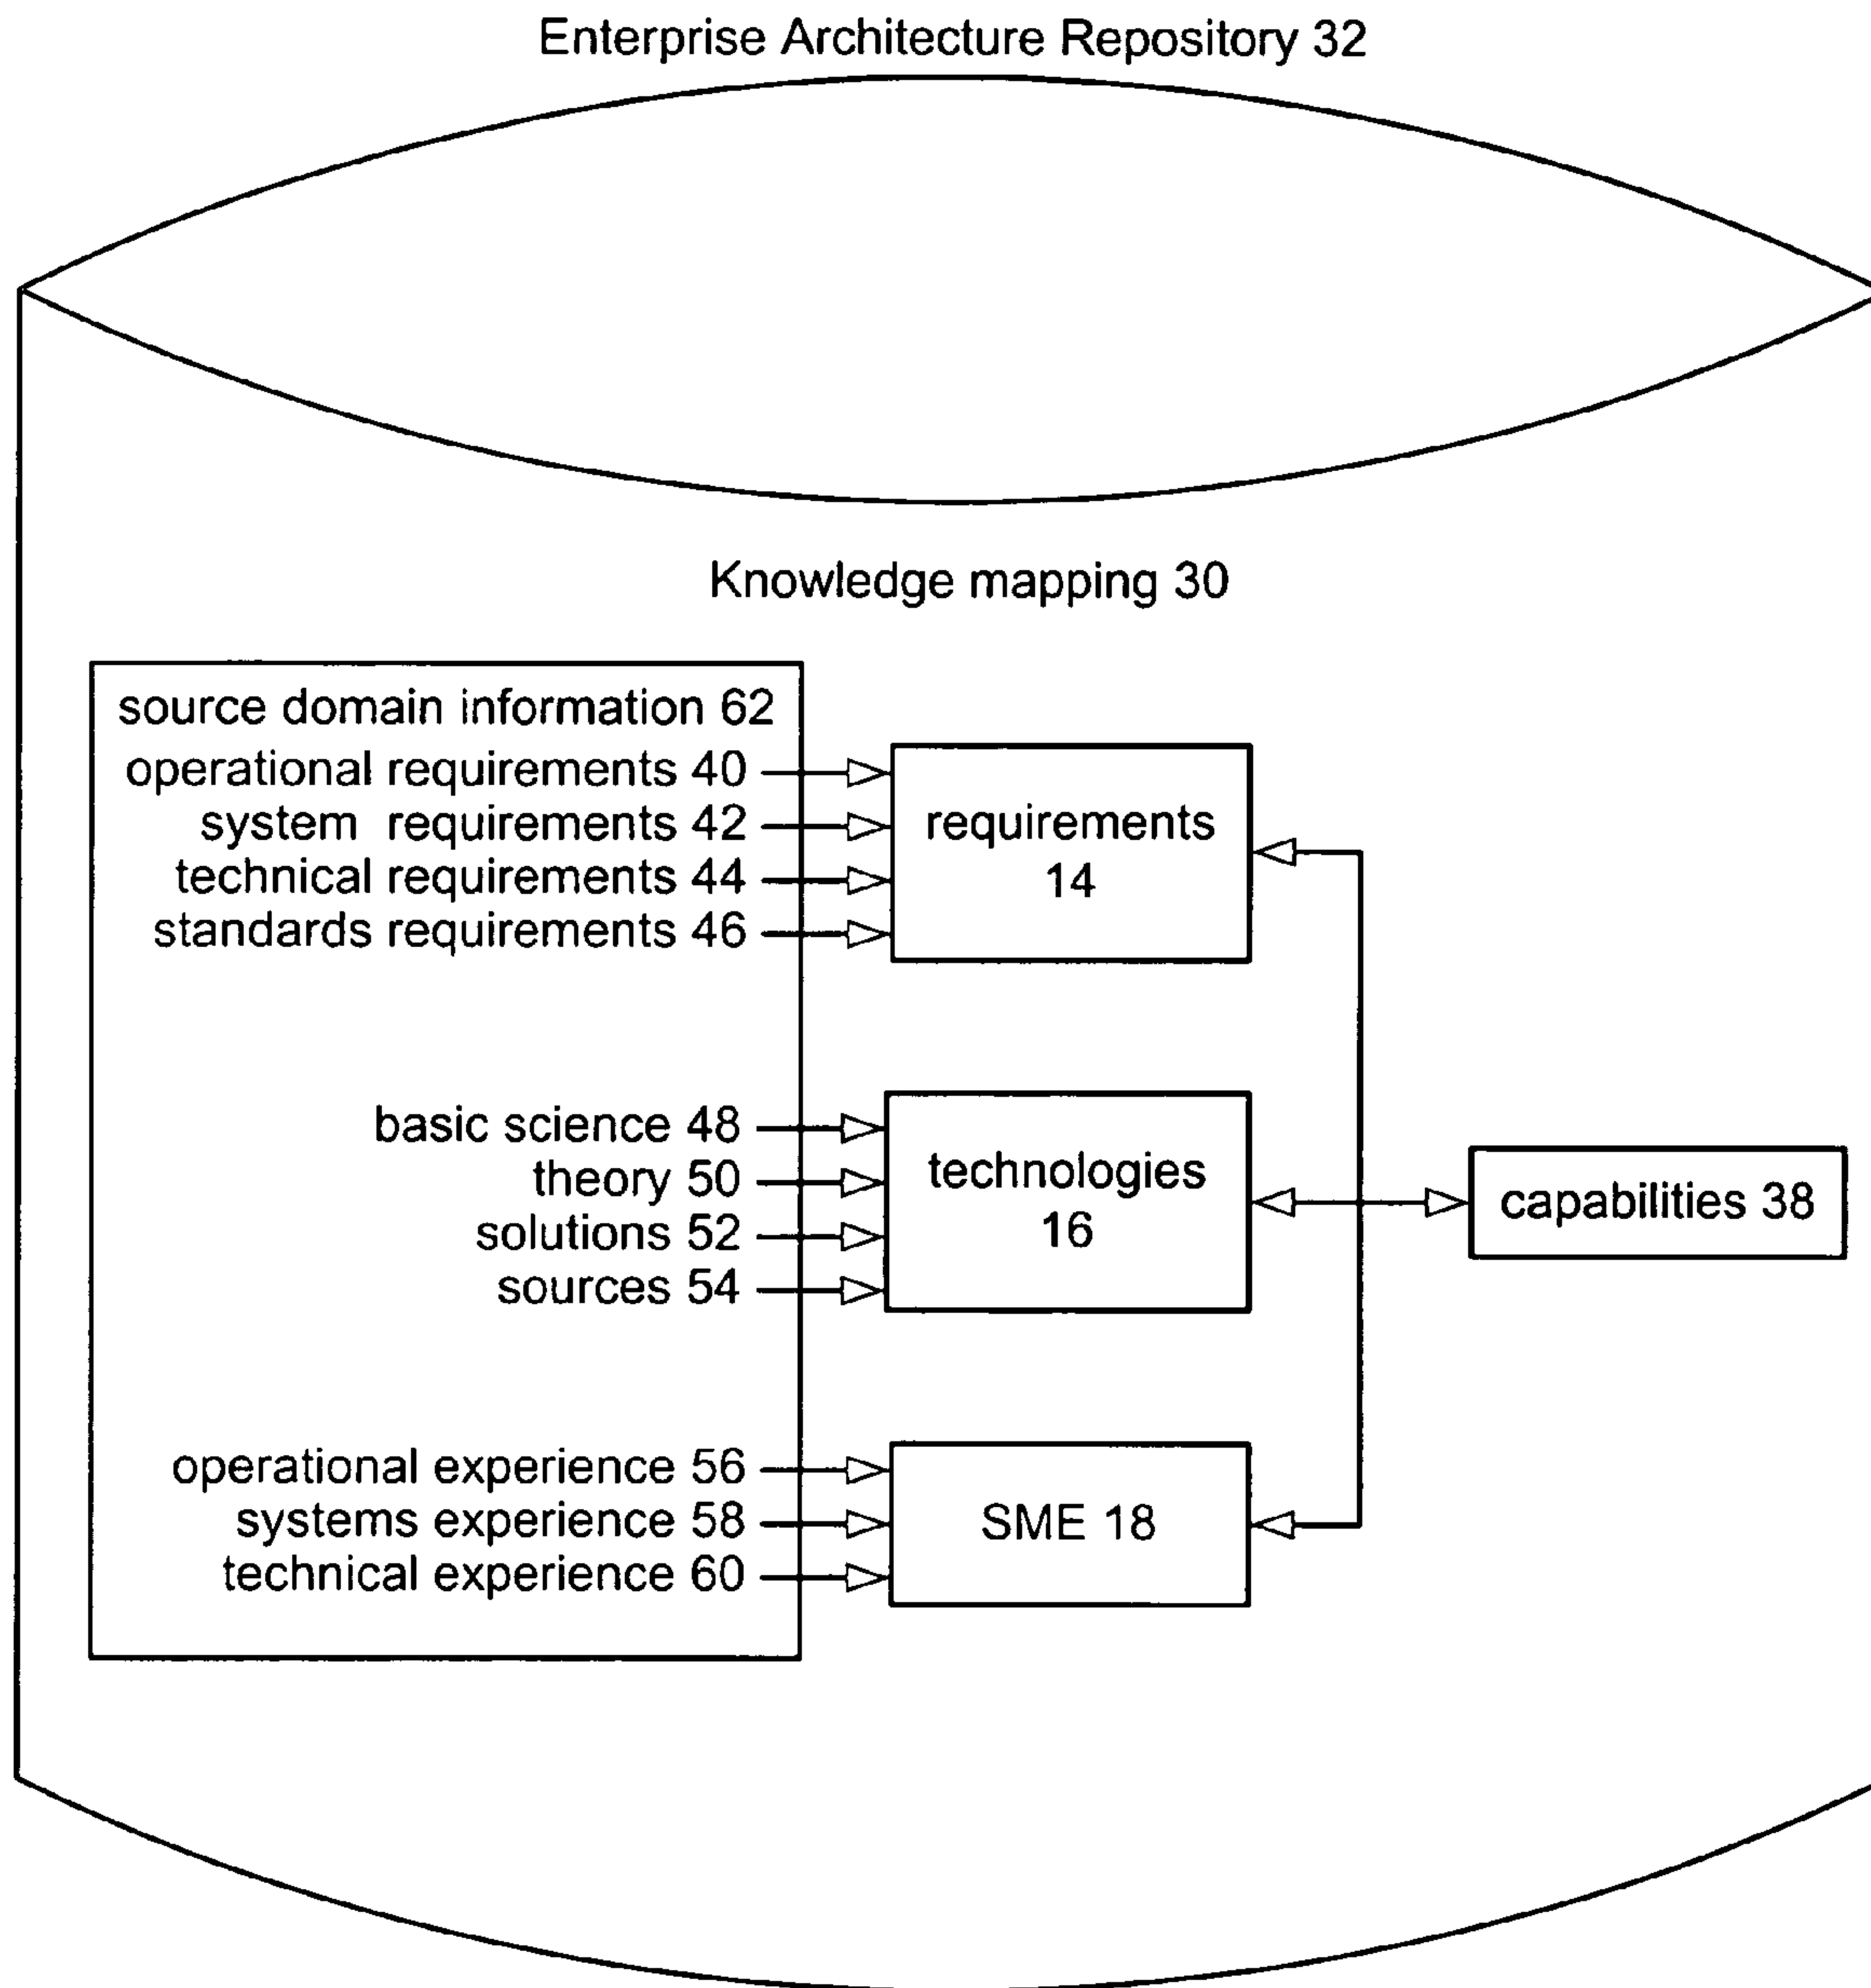 Enterprise Architecture Repository 32
Knowledge mapping 30
source domain information 62
operational requirements 40
system requirements 42
technical requirements 44
standards requirements 46
requirements
14
basic science 48
theory 50
solutions 52
sources 54
technologies
16
capabilities 38
operational experience 56
systems experience 58
technical experience 60
SME 18